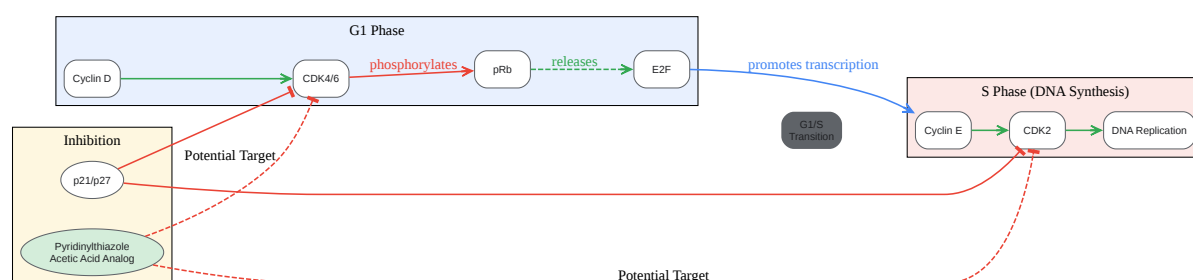 G1 Phase
Cyclin D
CDK4/6
phosphorylates
pRb
releases
E2F
promotes transcription
S Phase (DNA Synthesis)
Cyclin E
CDK2
DNA Replication
G1/S
Transition
Inhibition
p21/p27
Potential Target
Pyridinylthiazole
Acetic Acid Analog
Potential Target